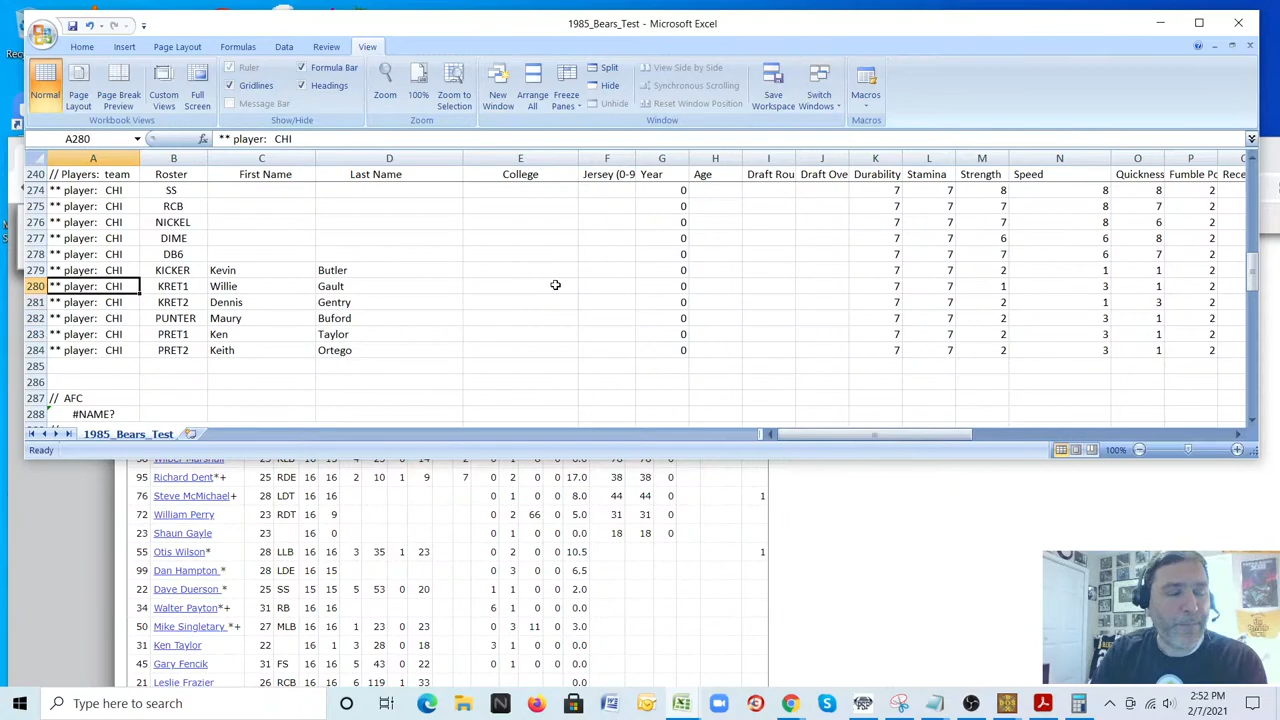 1985_Bears_Test - Microsoft Excel
Home Insert Page Layout Formulas Data Review View
Ruler Formula Bar Split View Side by Side
Gridlines Headings Hide Synchronous Scrolling
Message Bar Unhide Reset Window Position
Normal Page Layout Page Break Preview Custom Views Full Screen Zoom 100% Zoom to Selection New Window Arrange All Freeze Panes Save Workspace Switch Windows Macros
Workbook Views Show/Hide Zoom Window Macros
A280 fx ** player: CHI
A B C D E F G H I J K L M N O P
240 // Players: team Roster First Name Last Name College Jersey (0-9 Year Age Draft Rou Draft Ove Durability Stamina Strength Speed Quickness Fumble Po Rece
274 ** player: CHI SS 0 7 7 8 8 8 2
275 ** player: CHI RCB 0 7 7 7 8 7 2
276 ** player: CHI NICKEL 0 7 7 7 8 6 2
277 ** player: CHI DIME 0 7 7 6 6 8 2
278 ** player: CHI DB6 0 7 7 7 6 7 2
279 ** player: CHI KICKER Kevin Butler 0 7 7 2 1 1 2
280 ** player: CHI KRET1 Willie Gault 0 7 7 1 3 1 2
281 ** player: CHI KRET2 Dennis Gentry 0 7 7 2 1 3 2
282 ** player: CHI PUNTER Maury Buford 0 7 7 2 3 1 2
283 ** player: CHI PRET1 Ken Taylor 0 7 7 2 3 1 2
284 ** player: CHI PRET2 Keith Ortego 0 7 7 2 3 1 2
285
286
287 // AFC
288 #NAME?
1985_Bears_Test
Ready 100%
95 Richard Dent*+ 25 RDE 16 16 2 10 1 9 7 0 2 0 0 17.0 38 38 0
76 Steve McMichael+ 28 LDT 16 16 0 1 0 0 8.0 44 44 0 1
72 William Perry 23 RDT 16 9 0 2 66 0 5.0 31 31 0
23 Shaun Gayle 23 16 0 0 1 0 0 0.0 18 18 0
55 Otis Wilson* 28 LLB 16 16 3 35 1 23 0 2 0 0 10.5 1
99 Dan Hampton * 28 LDE 16 15 0 3 0 0 6.5
22 Dave Duerson * 25 SS 15 15 5 53 0 20 1 1 0 0 2.0
34 Walter Payton*+ 31 RB 16 16 6 1 0 0 0.0
50 Mike Singletary *+ 27 MLB 16 16 1 23 0 23 0 3 11 0 3.0
31 Ken Taylor 22 16 1 3 28 0 18 3 1 0 0 0.0
45 Gary Fencik 31 FS 16 16 5 43 0 22 0 1 0 0 0.0
21 Leslie Frazier 26 RCB 16 16 6 119 1 33 0 0 0 0 0.0
Type here to search
2:52 PM
2/7/2021